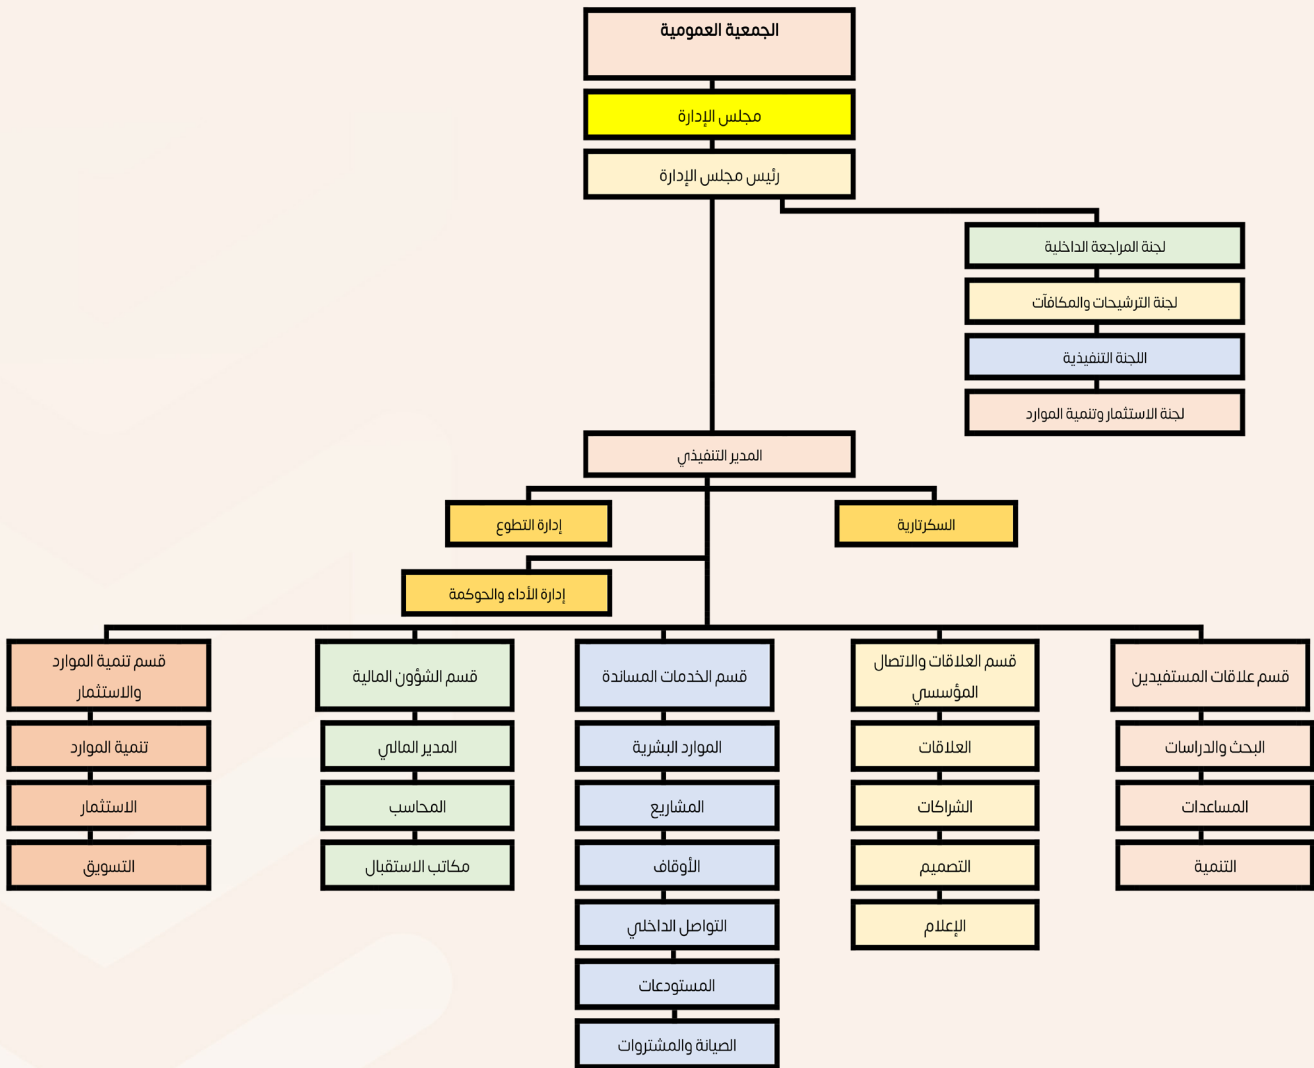 الجمعية العمومية
مجلس الإدارة
رئيس مجلس الإدارة
لجنة المراجعة الداخلية
لجنة الترشيحات والمكافآت
اللجنة التنفيذية
لجنة الاستثمار وتنمية الموارد
المدير التنفيذي
السكرتارية
إدارة التطوع
إدارة الأداء والحوكمة
قسم علاقات المستفيدين
البحث والدراسات
المساعدات
التنمية
قسم العلاقات والاتصال
المؤسسي
العلاقات
الشراكات
التصميم
الإعلام
قسم الخدمات المساندة
الموارد البشرية
المشاريع
الأوقاف
التواصل الداخلي
المستودعات
الصيانة والمشتروات
قسم الشؤون المالية
المدير المالي
المحاسب
مكاتب الاستقبال
قسم تنمية الموارد
والاستثمار
تنمية الموارد
الاستثمار
التسويق